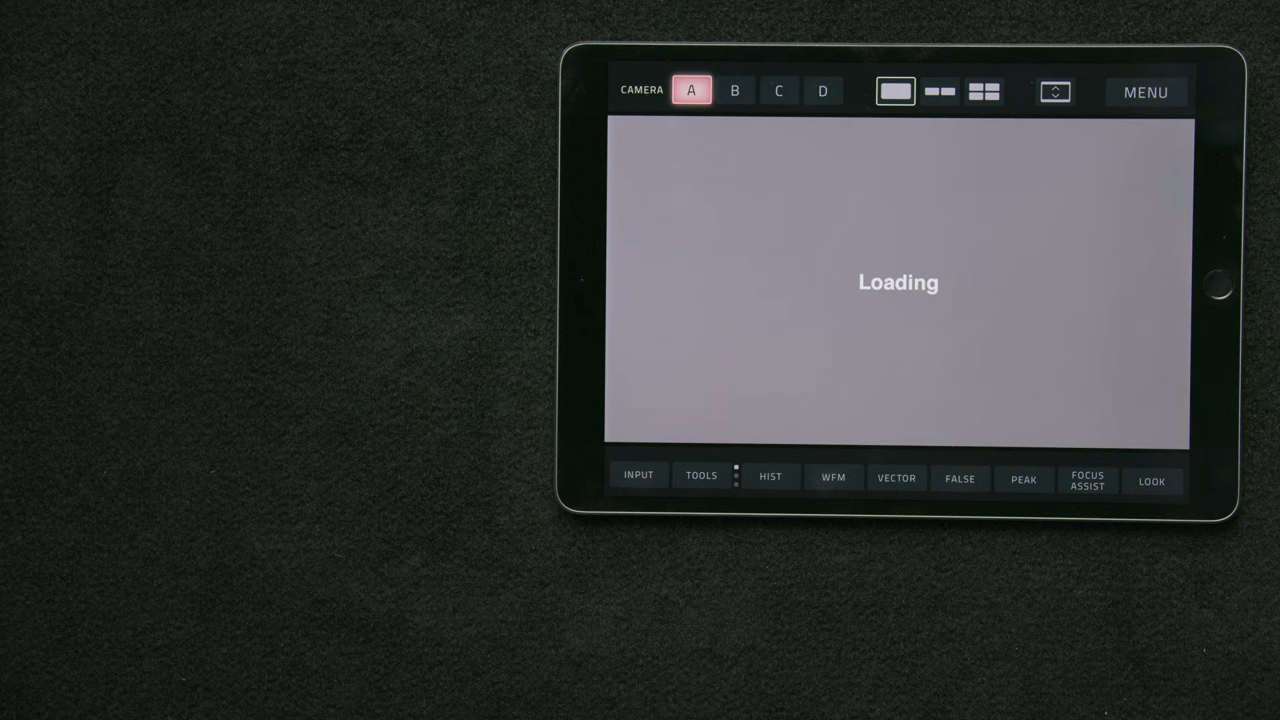 CAMERA A B C D MENU
Loading
INPUT TOOLS HIST WFM VECTOR FALSE PEAK FOCUS ASSIST LOOK